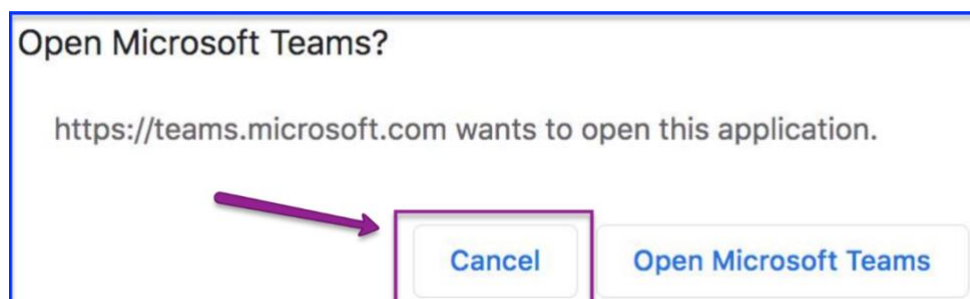 Open Microsoft Teams?
https://teams.microsoft.com wants to open this application.
Cancel Open Microsoft Teams